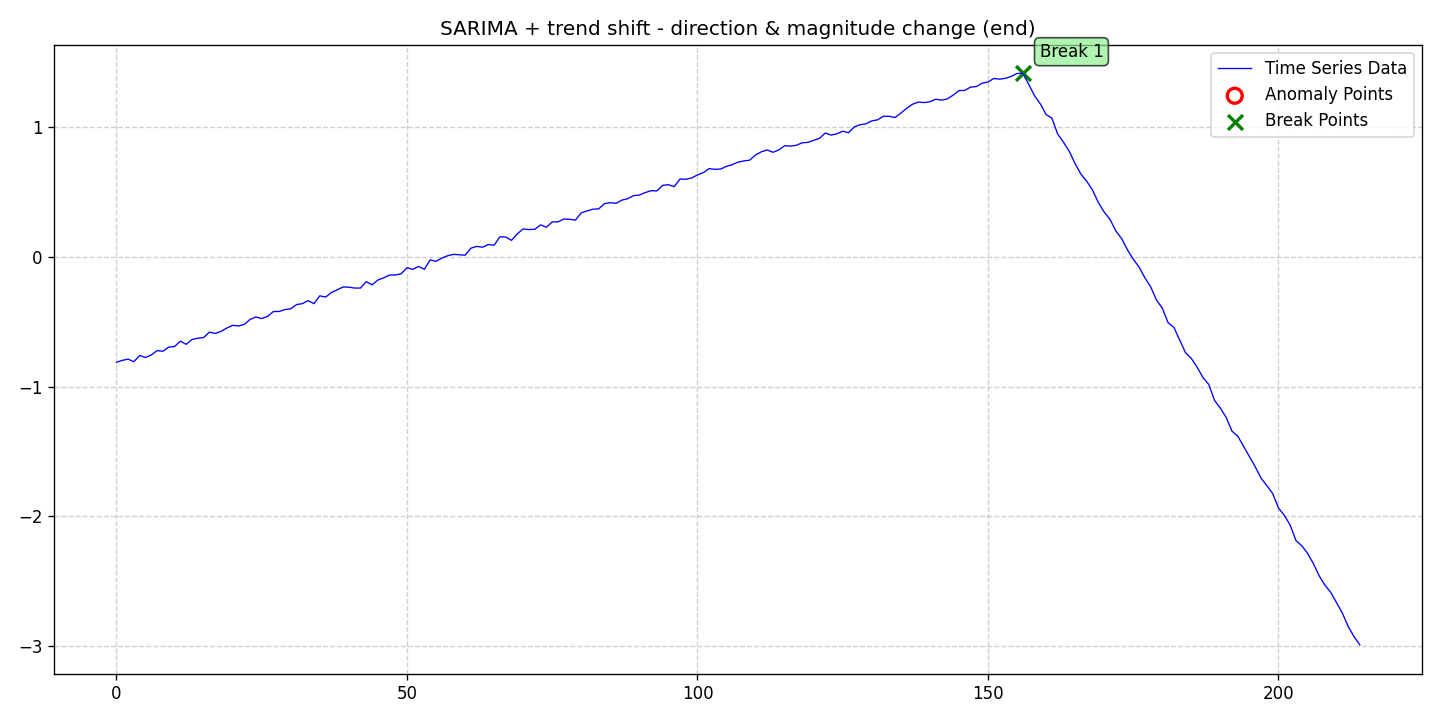 SARIMA + trend shift - direction & magnitude change (end)
Break 1
Time Series Data
Anomaly Points
Break Points
1
0
−1
−2
−3
0
50
100
150
200